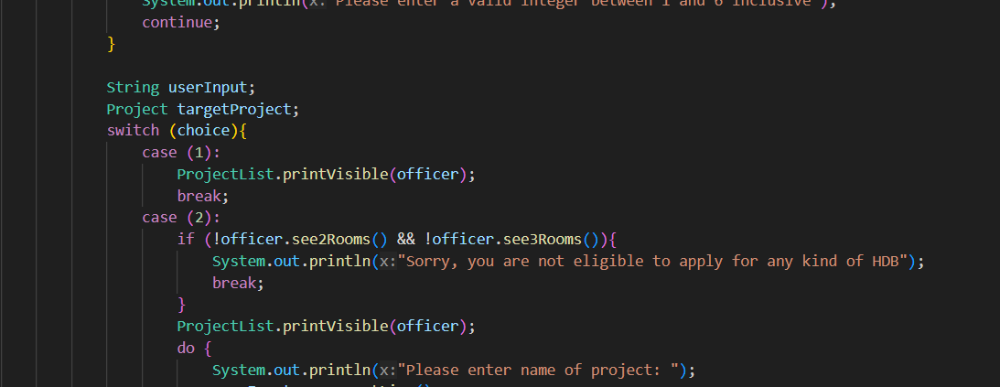 System.out.println(x: "Please enter a valid integer between 1 and 6 inclusive");
continue;
}
String userInput;
Project targetProject;
switch (choice){
case (1):
ProjectList.printVisible(officer);
break;
case (2):
if (!officer.see2Rooms() && !officer.see3Rooms()){
System.out.println(x:"Sorry, you are not eligible to apply for any kind of HDB");
break;
}
ProjectList.printVisible(officer);
do {
System.out.println(x:"Please enter name of project: ");